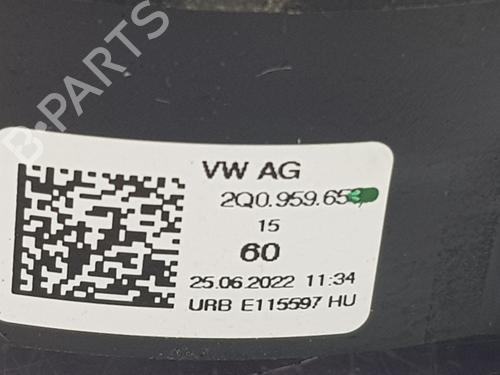 VW AG
2Q0.959.653
15
60
25.06.2022 11:34
URB E115597 HU
B-PARTS